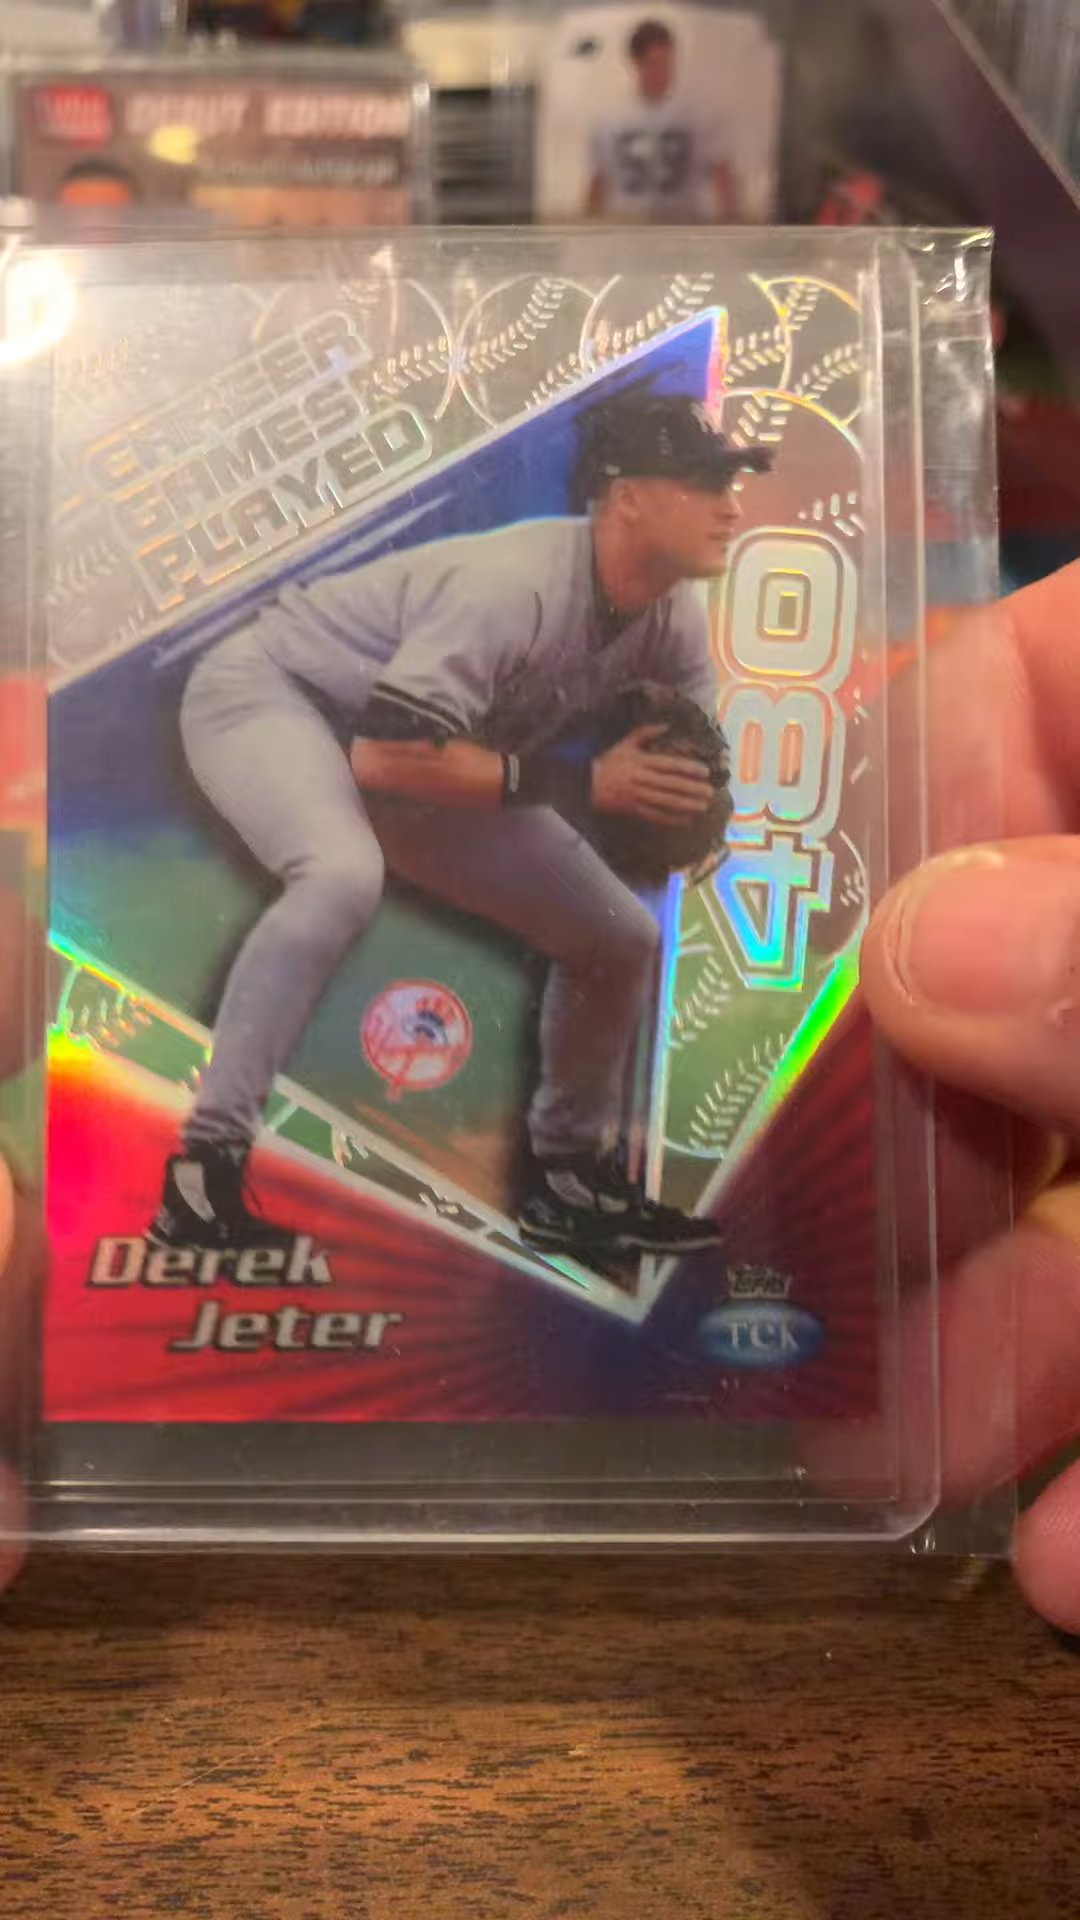 DEBUT EDITION
59
CAREER
GAMES
PLAYED
480
Derek
Jeter
Topps
TEK